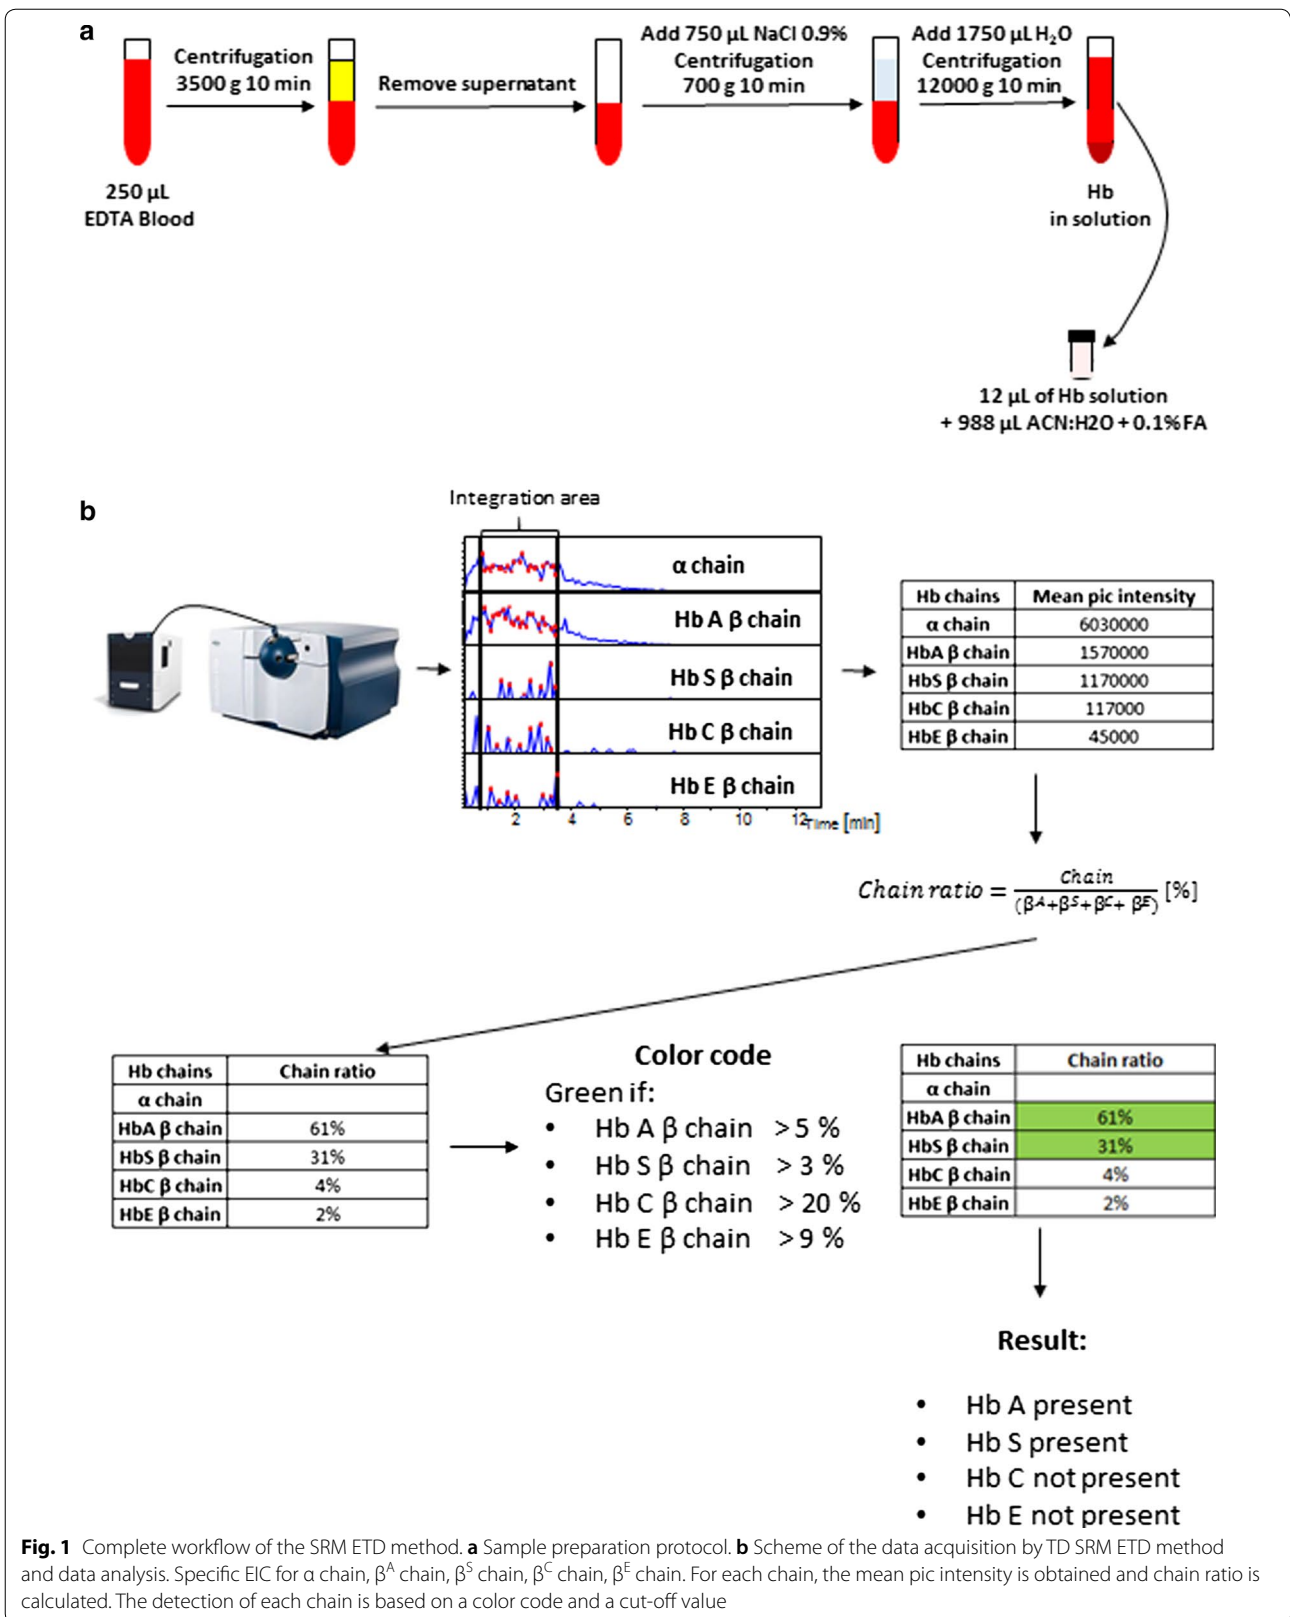 a
Centrifugation
3500 g 10 min
Remove supernatant
Add 750 µL NaCl 0.9%
Centrifugation
700 g 10 min
Add 1750 µL H₂O
Centrifugation
12000 g 10 min
250 µL
EDTA Blood
Hb
in solution
12 µL of Hb solution
+ 988 µL ACN:H2O + 0.1% FA
b
Integration area
α chain
Hb A β chain
Hb S β chain
Hb C β chain
Hb E β chain
2 4 6 8 10 12 Time [min]
Hb chains Mean pic intensity
α chain 6030000
HbA β chain 1570000
HbS β chain 1170000
HbC β chain 117000
HbE β chain 45000
Chain ratio = Chain / (βᴬ+βˢ+βᶜ+ βᴱ) [%]
Hb chains Chain ratio
α chain
HbA β chain 61%
HbS β chain 31%
HbC β chain 4%
HbE β chain 2%
Color code
Green if:
• Hb A β chain > 5 %
• Hb S β chain > 3 %
• Hb C β chain > 20 %
• Hb E β chain > 9 %
Hb chains Chain ratio
α chain
HbA β chain 61%
HbS β chain 31%
HbC β chain 4%
HbE β chain 2%
Result:
• Hb A present
• Hb S present
• Hb C not present
• Hb E not present
Fig. 1 Complete workflow of the SRM ETD method. a Sample preparation protocol. b Scheme of the data acquisition by TD SRM ETD method
and data analysis. Specific EIC for α chain, βᴬ chain, βˢ chain, βᶜ chain, βᴱ chain. For each chain, the mean pic intensity is obtained and chain ratio is
calculated. The detection of each chain is based on a color code and a cut-off value